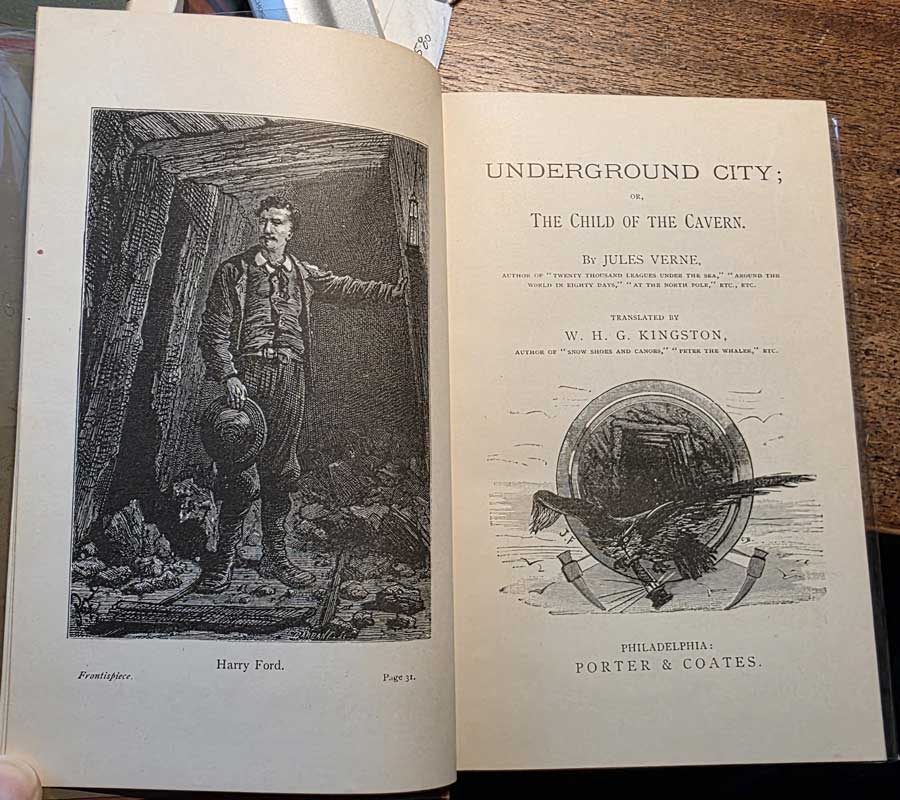 5.80
Harry Ford.
Frontispiece.
Page 31.
UNDERGROUND CITY;
OR,
THE CHILD OF THE CAVERN.
BY JULES VERNE,
AUTHOR OF "TWENTY THOUSAND LEAGUES UNDER THE SEA," "AROUND THE
WORLD IN EIGHTY DAYS," "AT THE NORTH POLE," ETC., ETC.
TRANSLATED BY
W. H. G. KINGSTON,
AUTHOR OF "SNOW SHOES AND CANOES," "PETER THE WHALER," ETC.
PHILADELPHIA:
PORTER & COATES.